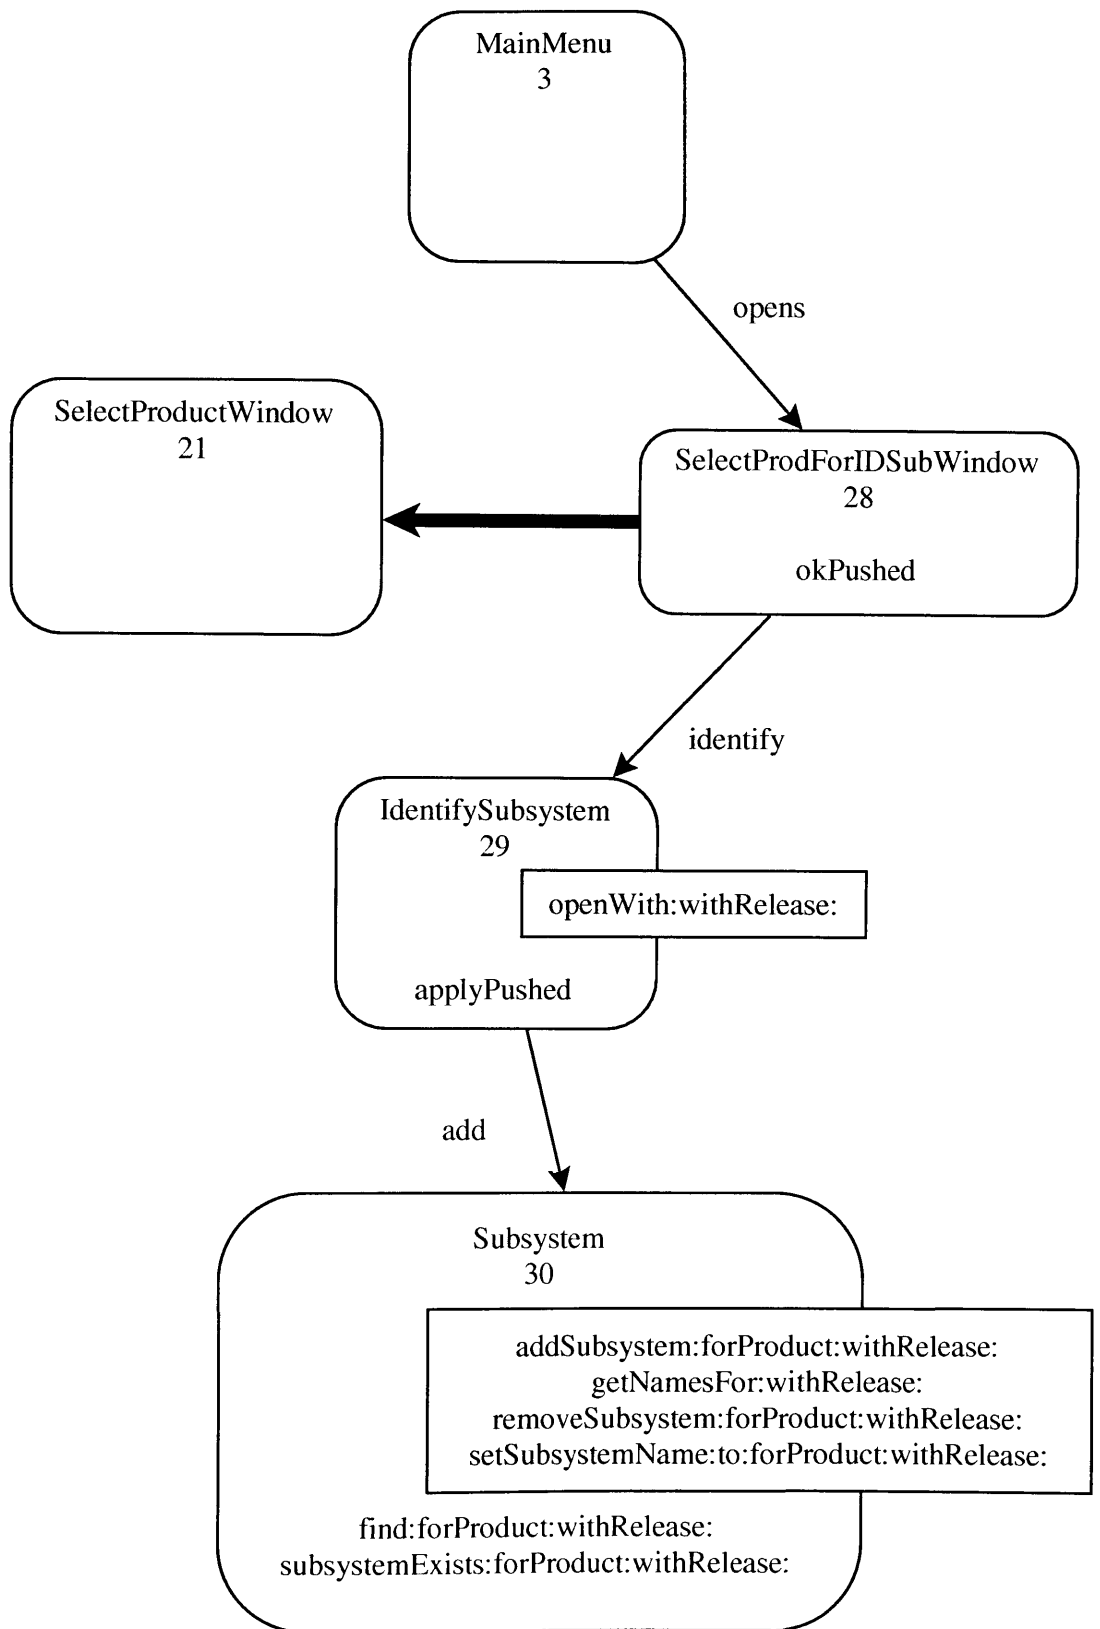 MainMenu
3
opens
SelectProductWindow
21
SelectProdForIDSubWindow
28
okPushed
identify
IdentifySubsystem
29
openWith:withRelease:
applyPushed
add
Subsystem
30
addSubsystem:forProduct:withRelease:
getNamesFor:withRelease:
removeSubsystem:forProduct:withRelease:
setSubsystemName:to:forProduct:withRelease:
find:forProduct:withRelease:
subsystemExists:forProduct:withRelease: